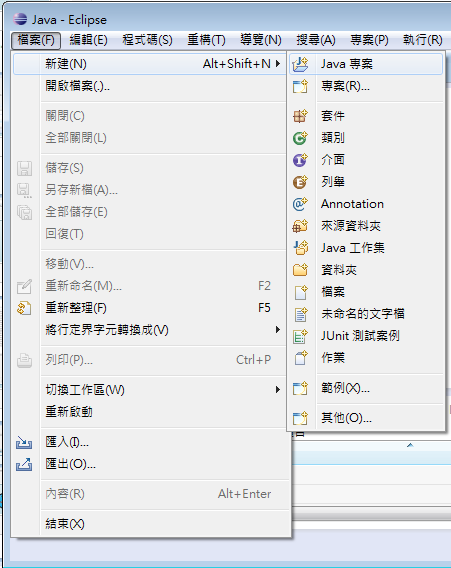 Java - Eclipse
檔案(F) 編輯(E) 程式碼(S) 重構(T) 導覽(N) 搜尋(A) 專案(P) 執行(R)
新建(N) Alt+Shift+N
開啟檔案(.)..
關閉(C)
全部關閉(L)
儲存(S)
另存新檔(A)...
全部儲存(E)
回復(T)
移動(V)...
重新命名(M)... F2
重新整理(F) F5
將行定界字元轉換成(V)
列印(P)... Ctrl+P
切換工作區(W)
重新啟動
匯入(I)...
匯出(O)...
內容(R) Alt+Enter
結束(X)
Java 專案
專案(R)...
套件
類別
介面
列舉
Annotation
來源資料夾
Java 工作集
資料夾
檔案
未命名的文字檔
JUnit 測試案例
作業
範例(X)...
其他(O)...